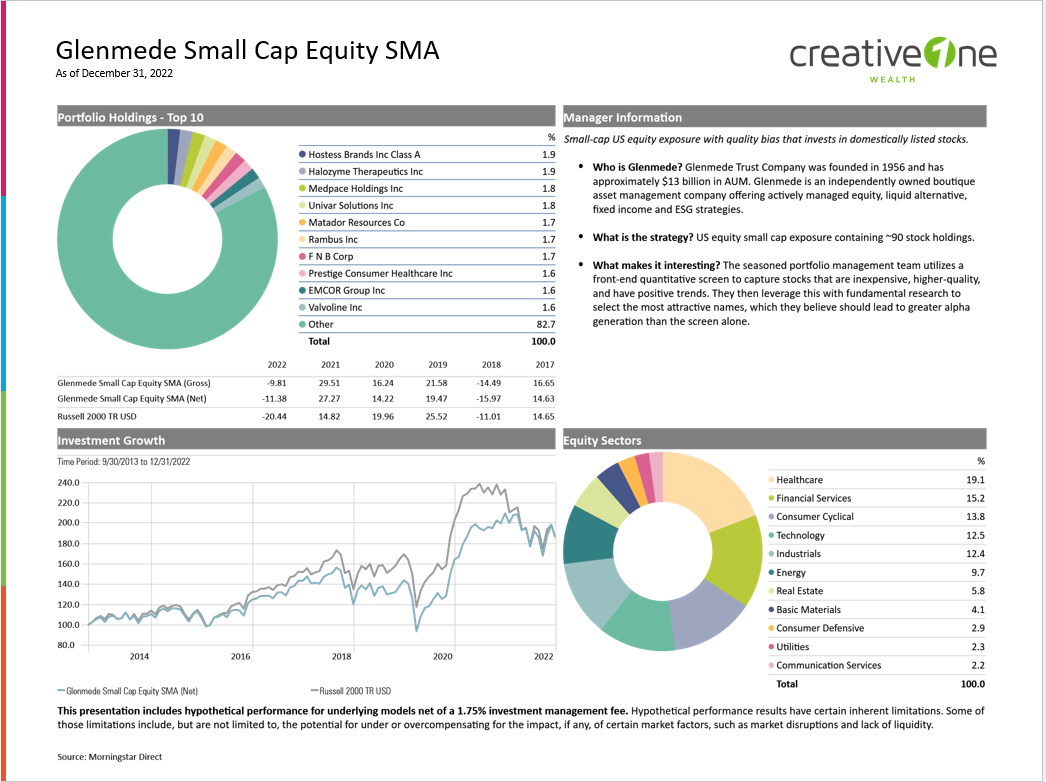 Glenmede Small Cap Equity SMA
As of December 31, 2022
creative1ne
WEALTH
Portfolio Holdings - Top 10
%
Hostess Brands Inc Class A 1.9
Halozyme Therapeutics Inc 1.9
Medpace Holdings Inc 1.8
Univar Solutions Inc 1.8
Matador Resources Co 1.7
Rambus Inc 1.7
F N B Corp 1.7
Prestige Consumer Healthcare Inc 1.6
EMCOR Group Inc 1.6
Valvoline Inc 1.6
Other 82.7
Total 100.0
2022 2021 2020 2019 2018 2017
Glenmede Small Cap Equity SMA (Gross) -9.81 29.51 16.24 21.58 -14.49 16.65
Glenmede Small Cap Equity SMA (Net) -11.38 27.27 14.22 19.47 -15.97 14.63
Russell 2000 TR USD -20.44 14.82 19.96 25.52 -11.01 14.65
Manager Information
Small-cap US equity exposure with quality bias that invests in domestically listed stocks.
• Who is Glenmede? Glenmede Trust Company was founded in 1956 and has
approximately $13 billion in AUM. Glenmede is an independently owned boutique
asset management company offering actively managed equity, liquid alternative,
fixed income and ESG strategies.
• What is the strategy? US equity small cap exposure containing ~90 stock holdings.
• What makes it interesting? The seasoned portfolio management team utilizes a
front-end quantitative screen to capture stocks that are inexpensive, higher-quality,
and have positive trends. They then leverage this with fundamental research to
select the most attractive names, which they believe should lead to greater alpha
generation than the screen alone.
Investment Growth
Time Period: 9/30/2013 to 12/31/2022
240.0
220.0
200.0
180.0
160.0
140.0
120.0
100.0
80.0
2014 2016 2018 2020 2022
Glenmede Small Cap Equity SMA (Net) Russell 2000 TR USD
Equity Sectors
%
Healthcare 19.1
Financial Services 15.2
Consumer Cyclical 13.8
Technology 12.5
Industrials 12.4
Energy 9.7
Real Estate 5.8
Basic Materials 4.1
Consumer Defensive 2.9
Utilities 2.3
Communication Services 2.2
Total 100.0
This presentation includes hypothetical performance for underlying models net of a 1.75% investment management fee. Hypothetical performance results have certain inherent limitations. Some of
those limitations include, but are not limited to, the potential for under or overcompensating for the impact, if any, of certain market factors, such as market disruptions and lack of liquidity.
Source: Morningstar Direct